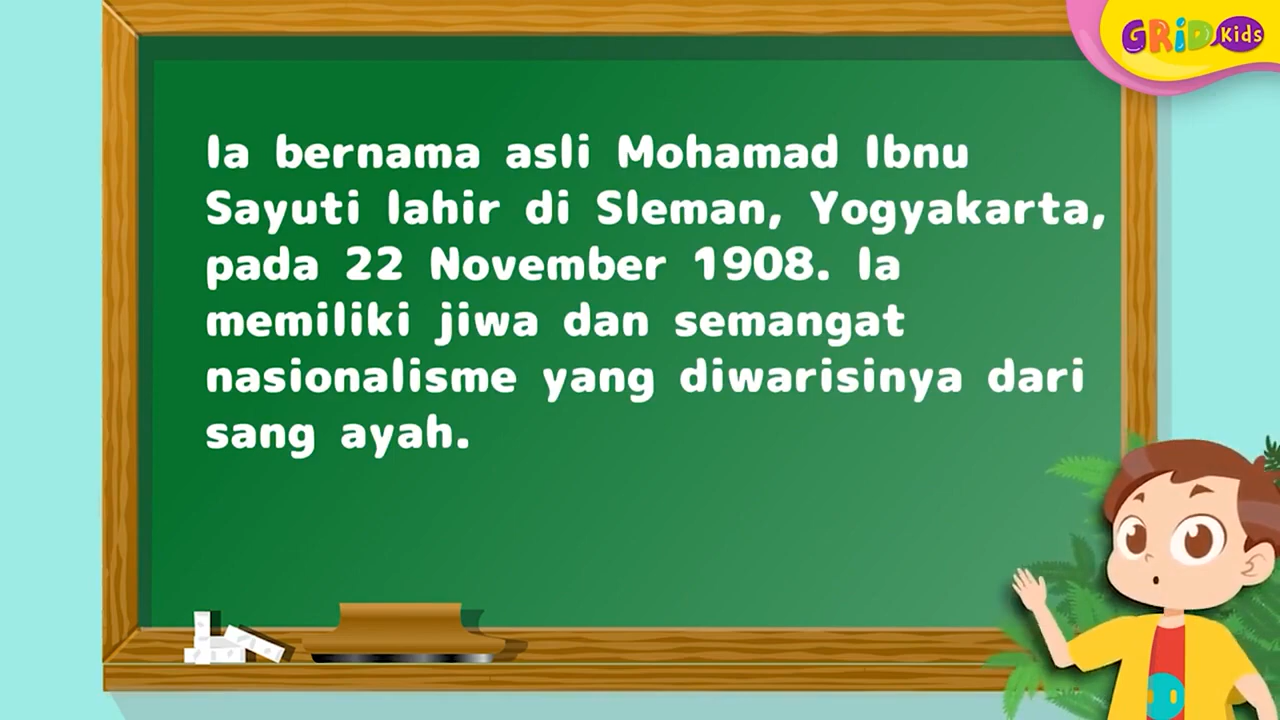 GRiD Kids
Ia bernama asli Mohamad Ibnu
Sayuti lahir di Sleman, Yogyakarta,
pada 22 November 1908. Ia
memiliki jiwa dan semangat
nasionalisme yang diwarisinya dari
sang ayah.